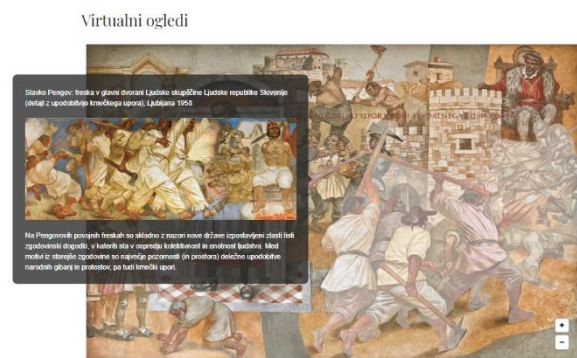 Virtualni ogledi
Slavko Pengov: freska v glavni dvorani Ljudske skupščine Ljudske republike Slovenije
(detajl z upodobitvijo kmečkega upora), Ljubljana 1958
Na Pengovovih povojnih freskah so skladno z nazori nove države izpostavljeni zlasti tisti
zgodovinski dogodki, v katerih sta v ospredju kolektivnost in enotnost ljudstva. Med
motivi iz starejše zgodovine so največje pozornosti (in prostora) deležne upodobitve
narodnih gibanj in protestov, pa tudi kmečki upori.
UPOR
+
−